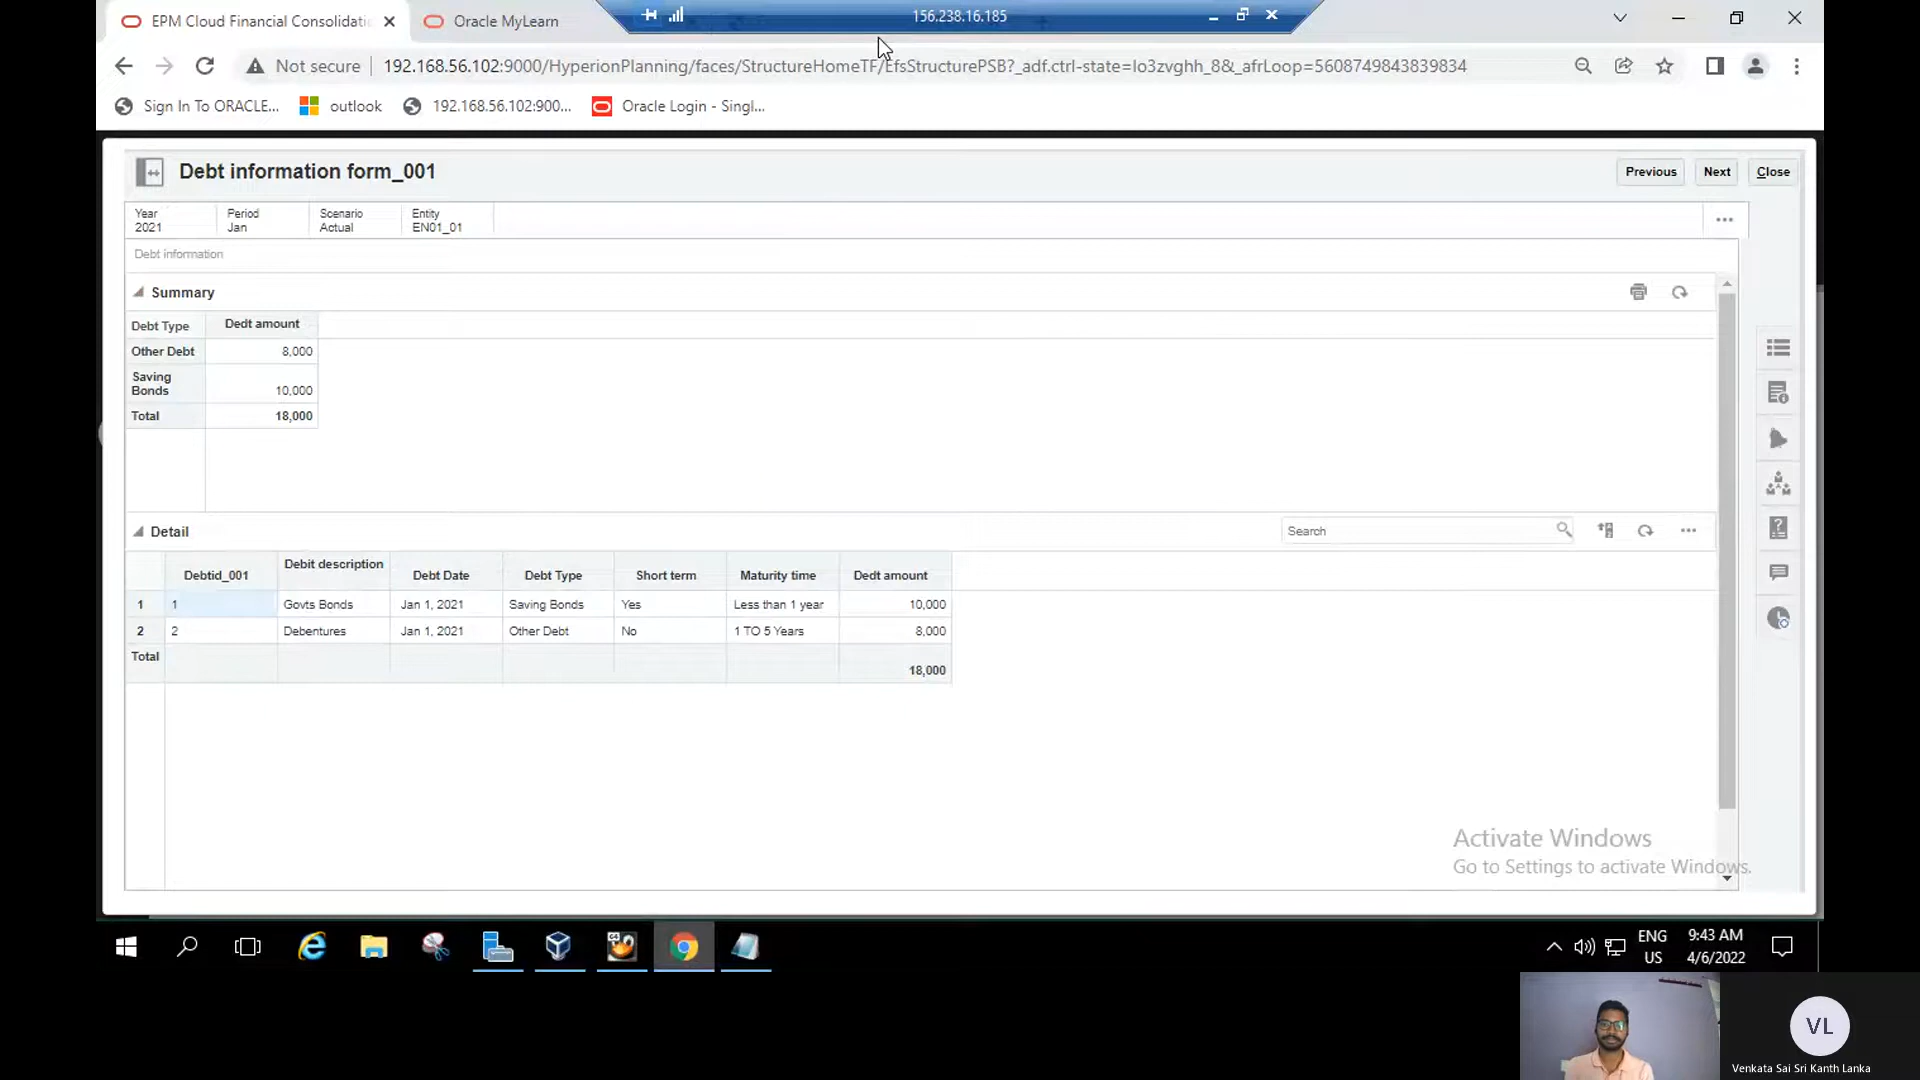 EPM Cloud Financial Consolidatio
Oracle MyLearn
156.238.16.185
Not secure
192.168.56.102:9000/HyperionPlanning/faces/StructureHomeTF/EfsStructurePSB?_adf.ctrl-state=lo3zvghh_8&_afrLoop=5608749843839834
Sign In To ORACLE...
outlook
192.168.56.102:900...
Oracle Login - Singl...
Debt information form_001
Previous
Next
Close
Year
2021
Period
Jan
Scenario
Actual
Entity
EN01_01
...
Debt information
Summary
Debt Type Dedt amount
Other Debt 8,000
Saving
Bonds 10,000
Total 18,000
Detail
Search
...
Debtid_001 Debit description Debt Date Debt Type Short term Maturity time Dedt amount
1 1 Govts Bonds Jan 1, 2021 Saving Bonds Yes Less than 1 year 10,000
2 2 Debentures Jan 1, 2021 Other Debt No 1 TO 5 Years 8,000
Total 18,000
Activate Windows
Go to Settings to activate Windows.
64
ENG
US
9:43 AM
4/6/2022
VL
Venkata Sai Sri Kanth Lanka